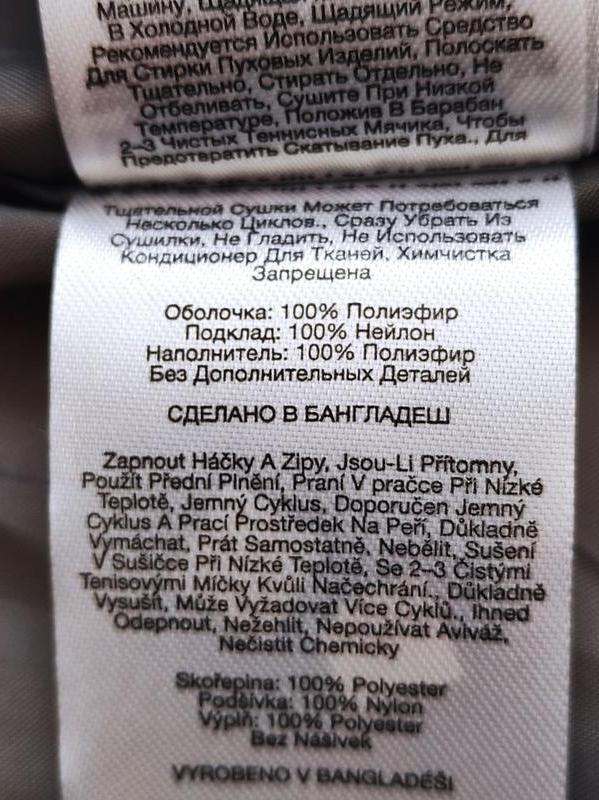 Машину, Щадящий
В Холодной Воде, Щадящий Режим,
Рекомендуется Использовать Средство
Для Стирки Пуховых Изделий, Полоскать
Тщательно, Стирать Отдельно, Не
Отбеливать, Сушите При Низкой
Температуре, Положив В Барабан
2–3 Чистых Теннисных Мячика, Чтобы
Предотвратить Скатывание Пуха., Для
Тщательной Сушки Может Потребоваться
Несколько Циклов., Сразу Убрать Из
Сушилки, Не Гладить, Не Использовать
Кондиционер Для Тканей, Химчистка
Запрещена
Оболочка: 100% Полиэфир
Подклад: 100% Нейлон
Наполнитель: 100% Полиэфир
Без Дополнительных Деталей
СДЕЛАНО В БАНГЛАДЕШ
Zapnout Háčky A Zipy, Jsou-Li Přítomny,
Použít Přední Plnění, Praní V pračce Při Nízké
Teplotě, Jemný Cyklus, Doporučen Jemný
Cyklus A Prací Prostředek Na Peří, Důkladně
Vymáchat, Prát Samostatně, Nebělit, Sušení
V Sušičce Při Nízké Teplotě, Se 2–3 Čistými
Tenisovými Míčky Kvůli Načechrání., Důkladně
Vysušit, Může Vyžadovat Více Cyklů., Ihned
Odepnout, Nežehlit, Nepoužívat Aviváž,
Nečistit Chemicky
Skořepina: 100% Polyester
Podšívka: 100% Nylon
Výplň: 100% Polyester
Bez Nášivek
VYROBENO V BANGLADÉŠI